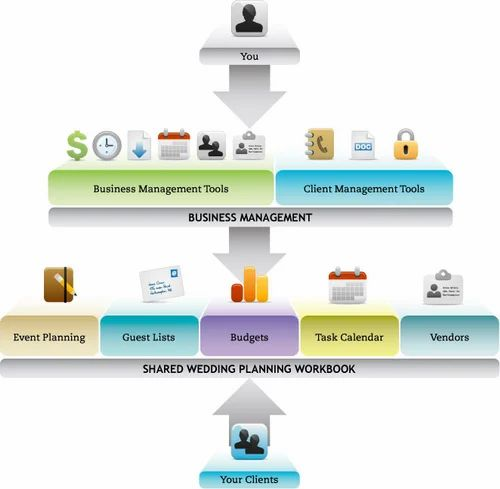 You
Business Management Tools
Client Management Tools
DOC
BUSINESS MANAGEMENT
Event Planning
Guest Lists
Budgets
Task Calendar
Vendors
SHARED WEDDING PLANNING WORKBOOK
Your Clients